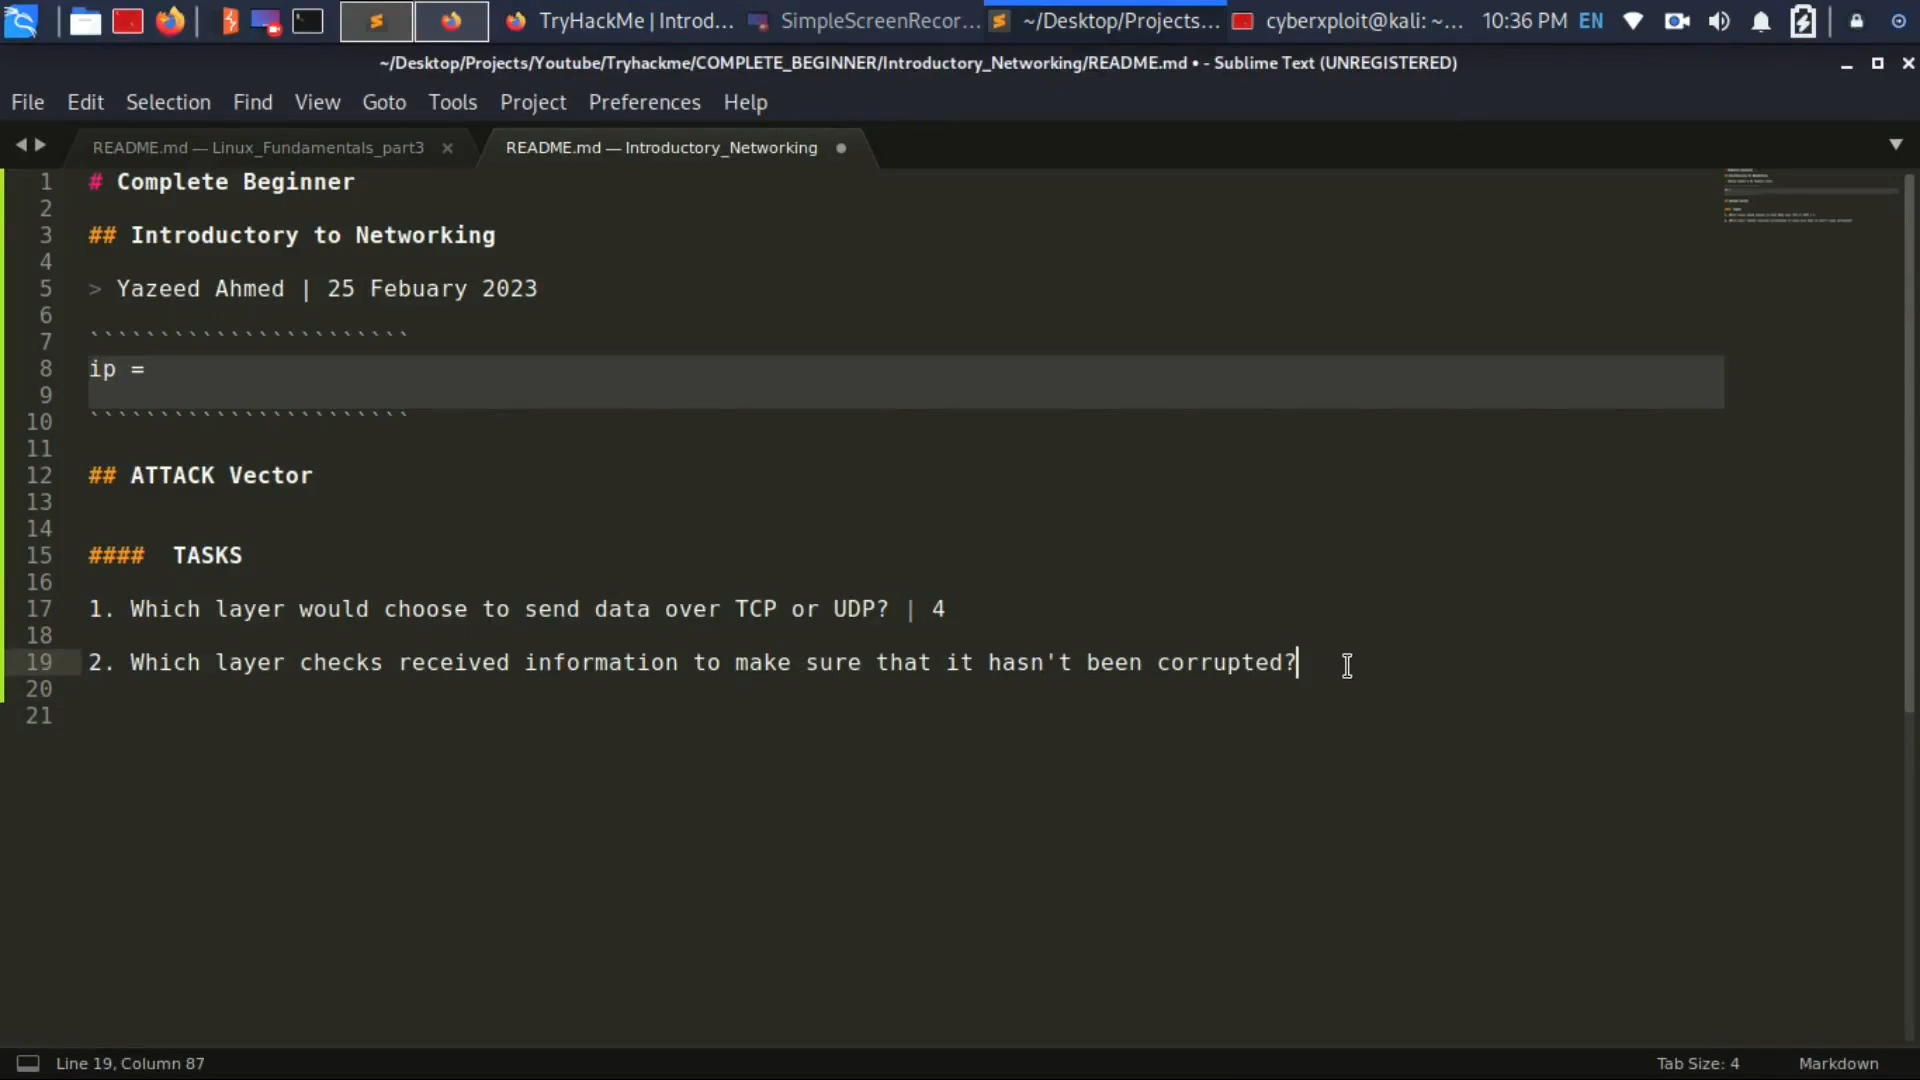 TryHackMe | Introd...
SimpleScreenRecor...
~/Desktop/Projects...
cyberxploit@kali: ~...
10:36 PM
EN
~/Desktop/Projects/Youtube/Tryhackme/COMPLETE_BEGINNER/Introductory_Networking/README.md • - Sublime Text (UNREGISTERED)
File Edit Selection Find View Goto Tools Project Preferences Help
README.md — Linux_Fundamentals_part3
README.md — Introductory_Networking
1 # Complete Beginner
2
3 ## Introductory to Networking
4
5 > Yazeed Ahmed | 25 Febuary 2023
6
7 ```````````````````````
8 ip =
9
10 ```````````````````````
11
12 ## ATTACK Vector
13
14
15 ####  TASKS
16
17 1. Which layer would choose to send data over TCP or UDP? | 4
18
19 2. Which layer checks received information to make sure that it hasn't been corrupted?
20
21
Line 19, Column 87
Tab Size: 4
Markdown